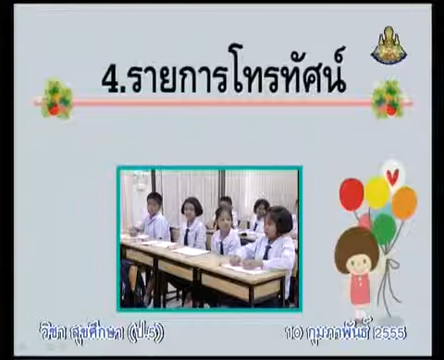 4.รายการโทรทัศน์
วิชา สุขศึกษา (ป.5)
10 กุมภาพันธ์ 2555